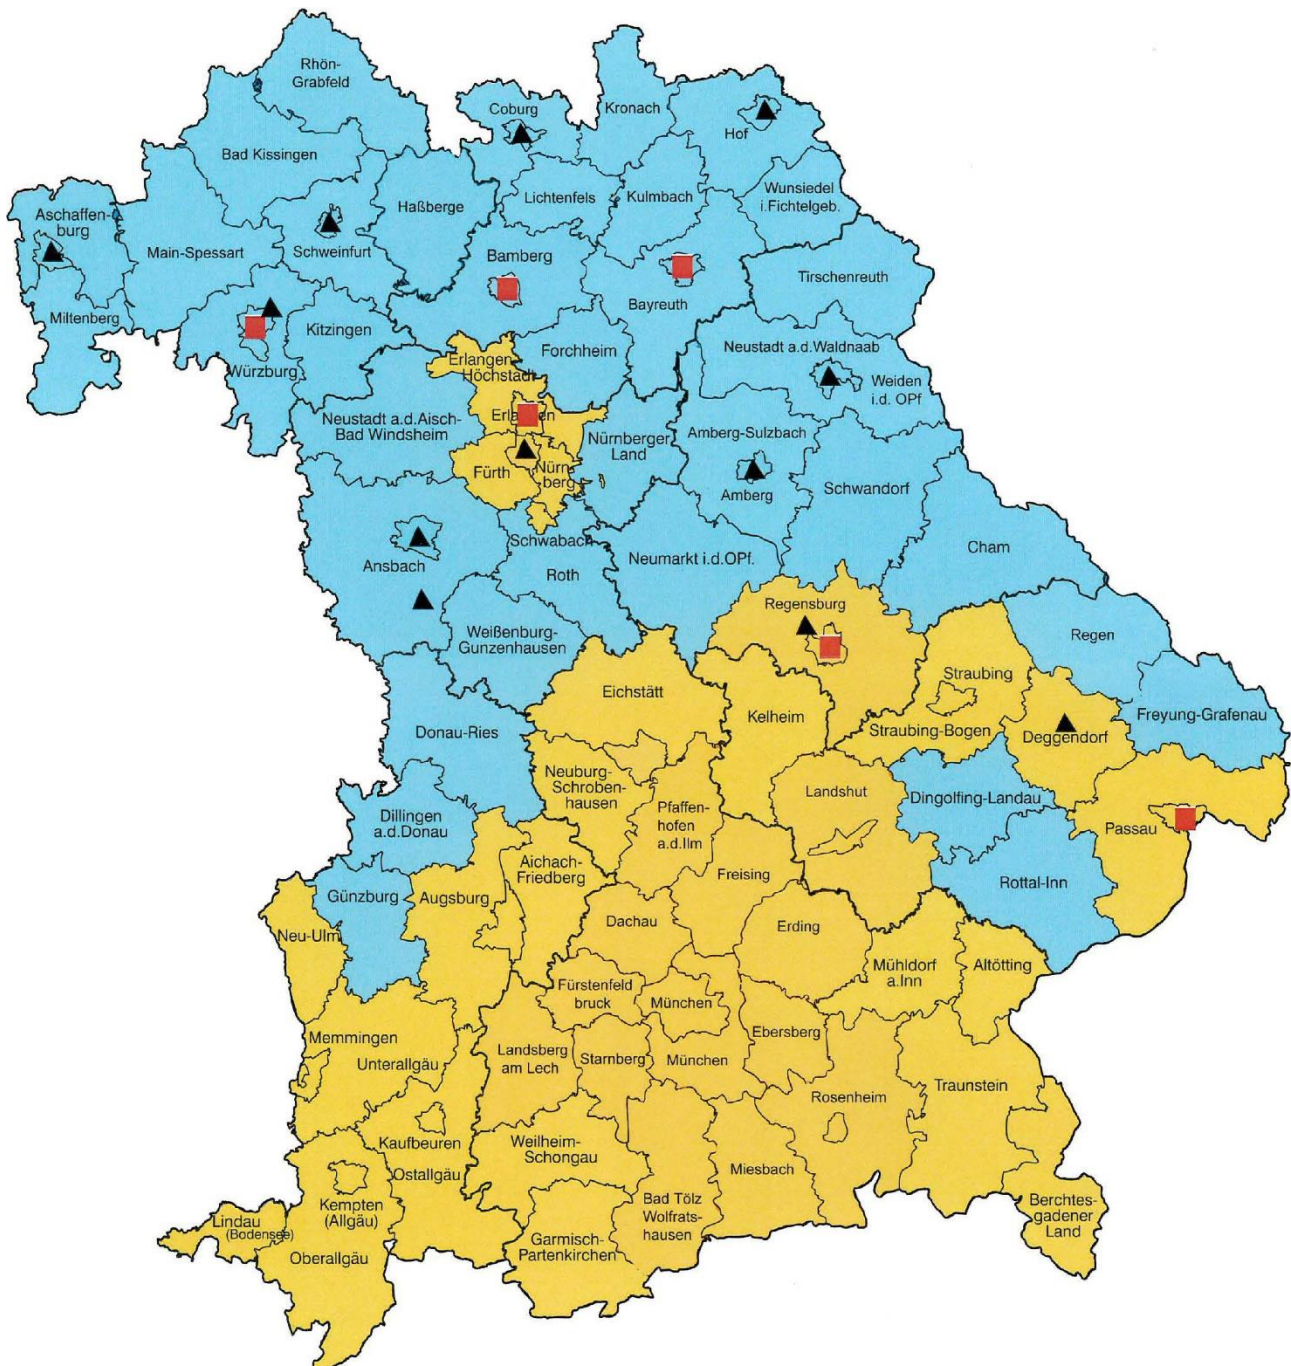 Rhön-
Grabfeld
Coburg
Kronach
Hof
Bad Kissingen
Lichtenfels
Kulmbach
Wunsiedel
i.Fichtelgeb.
Aschaffen-
burg
Haßberge
Main-Spessart
Schweinfurt
Bamberg
Tirschenreuth
Bayreuth
Miltenberg
Kitzingen
Würzburg
Forchheim
Neustadt a.d.Waldnaab
Erlangen-
Höchstadt
Weiden
i.d. OPf
Neustadt a.d.Aisch-
Bad Windsheim
Erlangen
Nürnberger
Land
Amberg-Sulzbach
Fürth
Nürn-
berg
Amberg
Schwandorf
Schwabach
Ansbach
Roth
Neumarkt i.d.OPf.
Cham
Regensburg
Weißenburg-
Gunzenhausen
Regen
Straubing
Eichstätt
Kelheim
Freyung-Grafenau
Donau-Ries
Straubing-Bogen
Deggendorf
Neuburg-
Schroben-
hausen
Landshut
Dingolfing-Landau
Pfaffen-
hofen
a.d.Ilm
Dillingen
a.d.Donau
Passau
Aichach-
Friedberg
Freising
Rottal-Inn
Günzburg
Augsburg
Dachau
Erding
Neu-Ulm
Mühldorf
a.Inn
Altötting
Fürstenfeld
bruck
München
Memmingen
Ebersberg
Landsberg
am Lech
Starnberg
München
Unterallgäu
Traunstein
Rosenheim
Kaufbeuren
Weilheim-
Schongau
Ostallgäu
Miesbach
Kempten
(Allgäu)
Bad Tölz
Wolfrats-
hausen
Berchtes-
gadener
Land
Lindau
(Bodensee)
Garmisch-
Partenkirchen
Oberallgäu